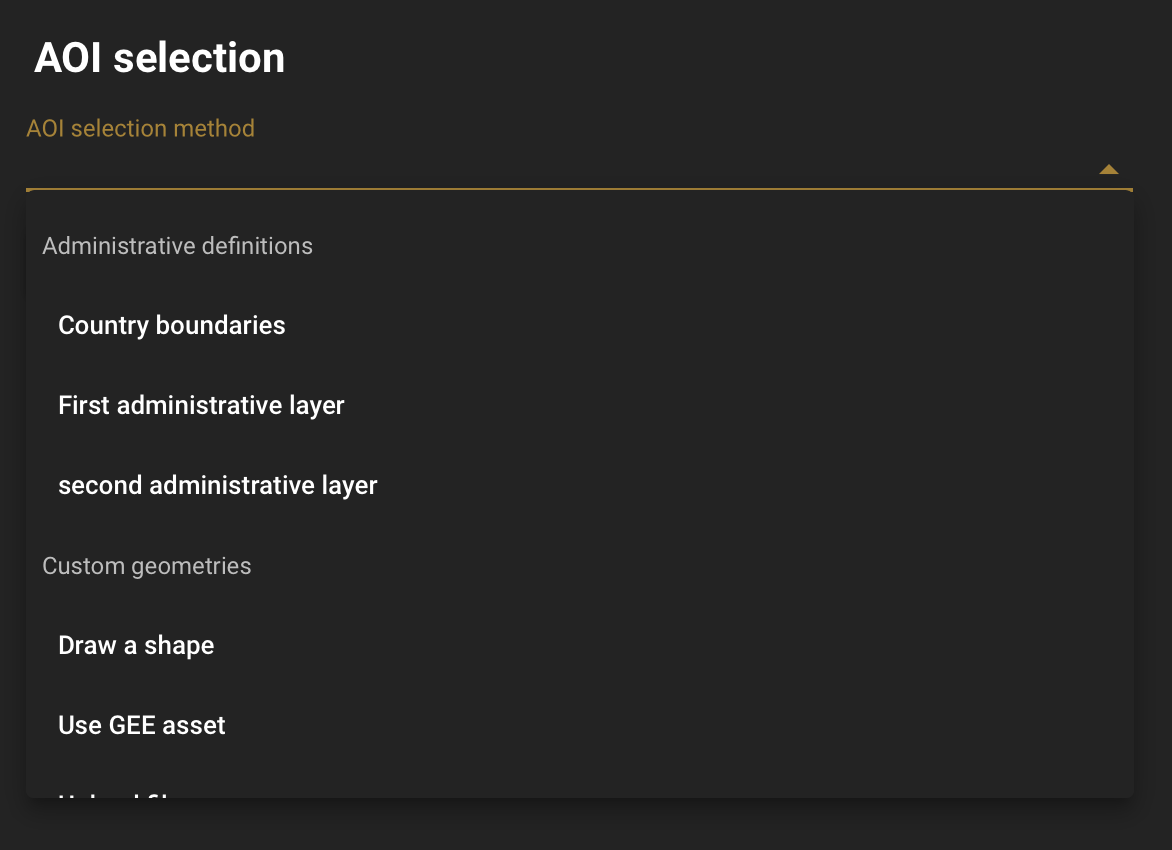 AOI selection
AOI selection method
Administrative definitions
Country boundaries
First administrative layer
second administrative layer
Custom geometries
Draw a shape
Use GEE asset